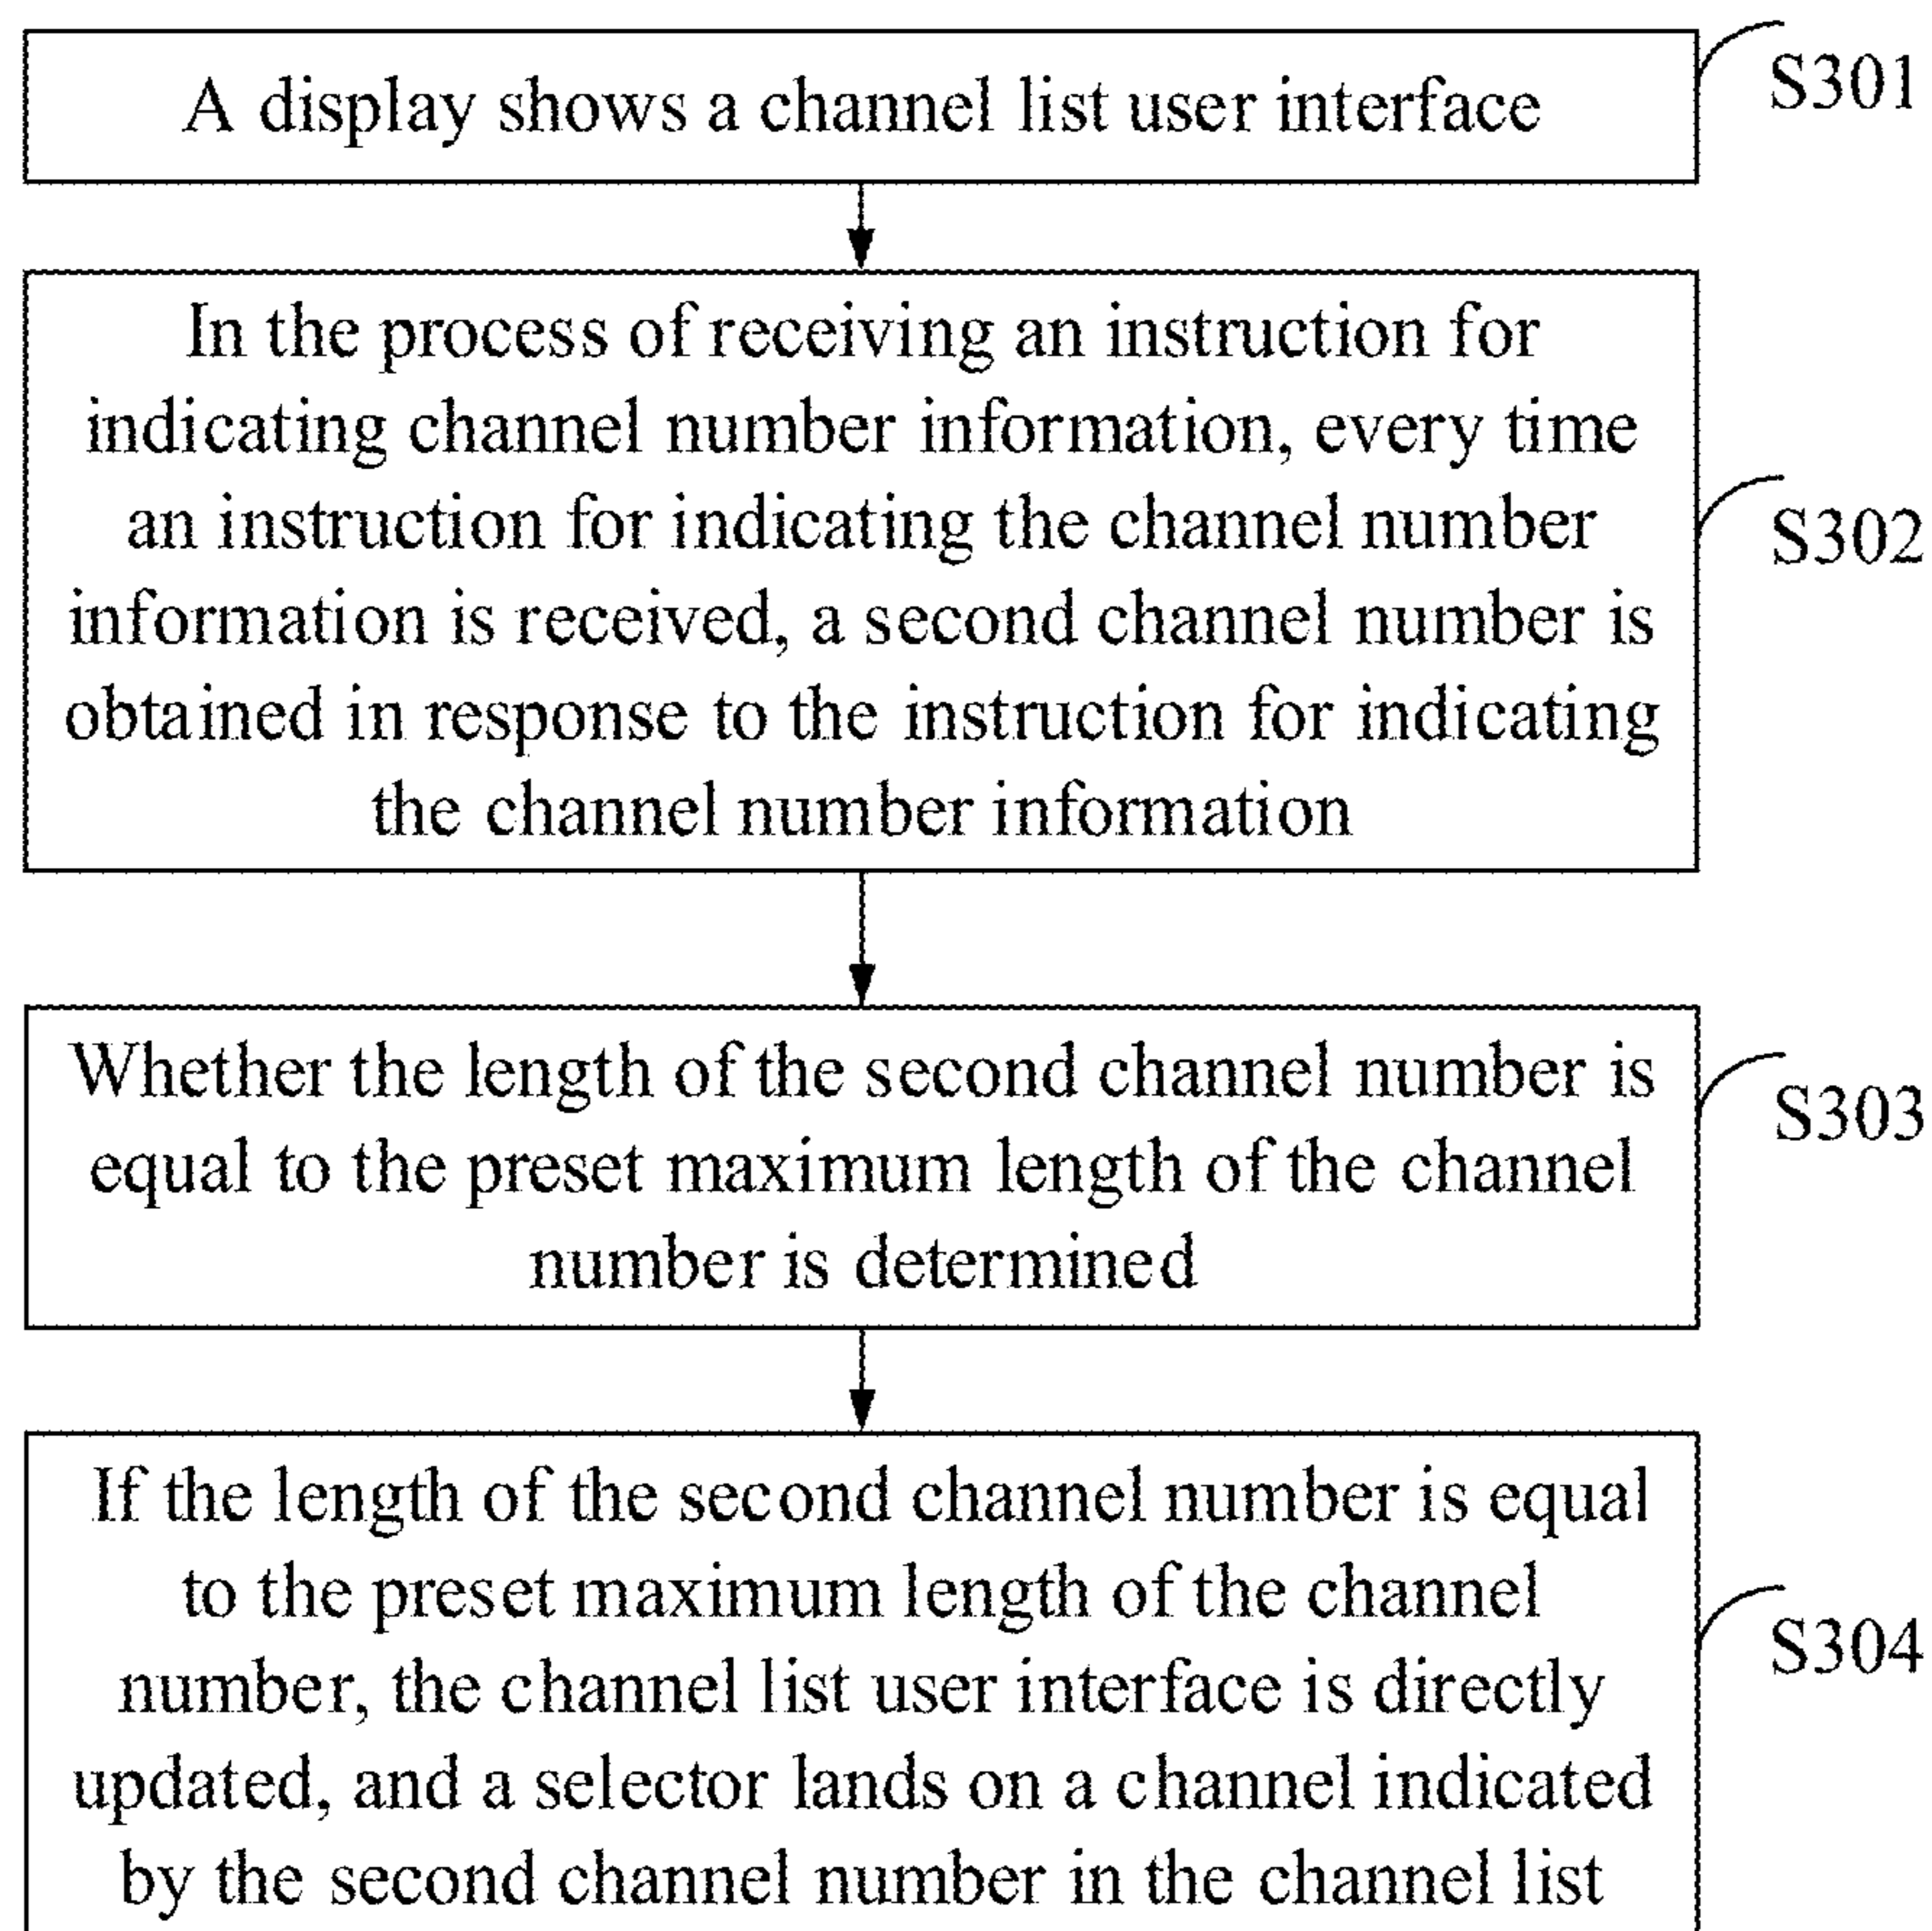 A display shows a channel list user interface
S301
In the process of receiving an instruction for
indicating channel number information, every time
an instruction for indicating the channel number
information is received, a second channel number is
obtained in response to the instruction for indicating
the channel number information
S302
Whether the length of the second channel number is
equal to the preset maximum length of the channel
number is determined
S303
If the length of the second channel number is equal
to the preset maximum length of the channel
number, the channel list user interface is directly
updated, and a selector lands on a channel indicated
by the second channel number in the channel list
S304